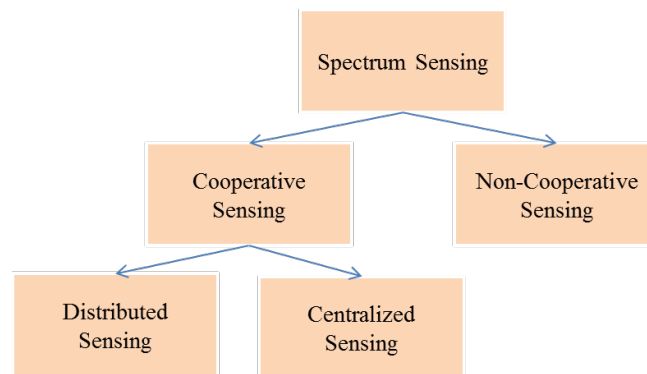 Spectrum Sensing
Cooperative
Sensing
Non-Cooperative
Sensing
Distributed
Sensing
Centralized
Sensing